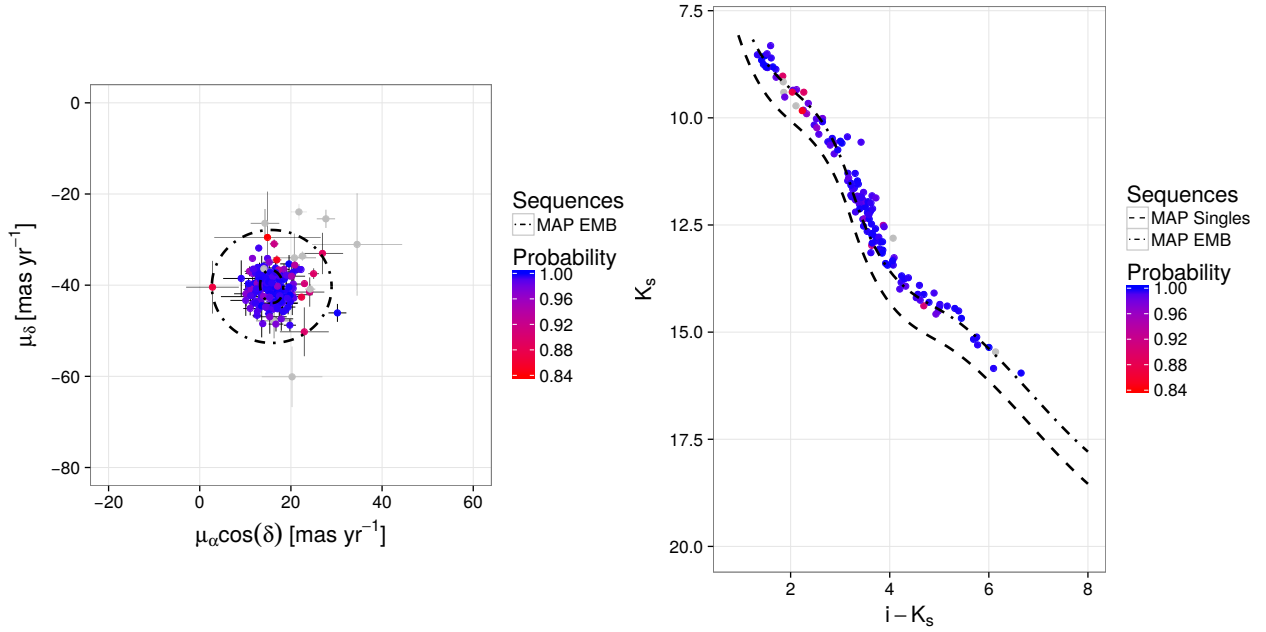 0
−20
−40
−60
−80
−20 0 20 40 60
μ_α cos(δ) [mas yr⁻¹]
μ_δ [mas yr⁻¹]
Sequences
MAP EMB
Probability
1.00
0.96
0.92
0.88
0.84
7.5
10.0
12.5
15.0
17.5
20.0
2 4 6 8
i − Kₛ
Kₛ
Sequences
MAP Singles
MAP EMB
Probability
1.00
0.96
0.92
0.88
0.84